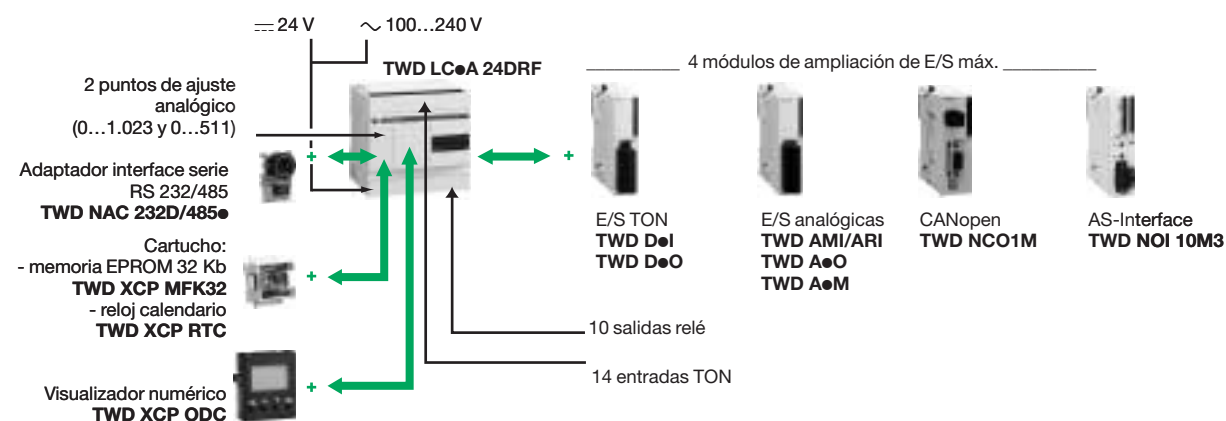 ⎓ 24 V
∼ 100…240 V
TWD LC●A 24DRF
__________ 4 módulos de ampliación de E/S máx. __________
2 puntos de ajuste
analógico
(0…1.023 y 0…511)
Adaptador interface serie
RS 232/485
TWD NAC 232D/485●
Cartucho:
- memoria EPROM 32 Kb
TWD XCP MFK32
- reloj calendario
TWD XCP RTC
Visualizador numérico
TWD XCP ODC
+
+
+
+
E/S TON
TWD D●I
TWD D●O
E/S analógicas
TWD AMI/ARI
TWD A●O
TWD A●M
CANopen
TWD NCO1M
AS-Interface
TWD NOI 10M3
10 salidas relé
14 entradas TON